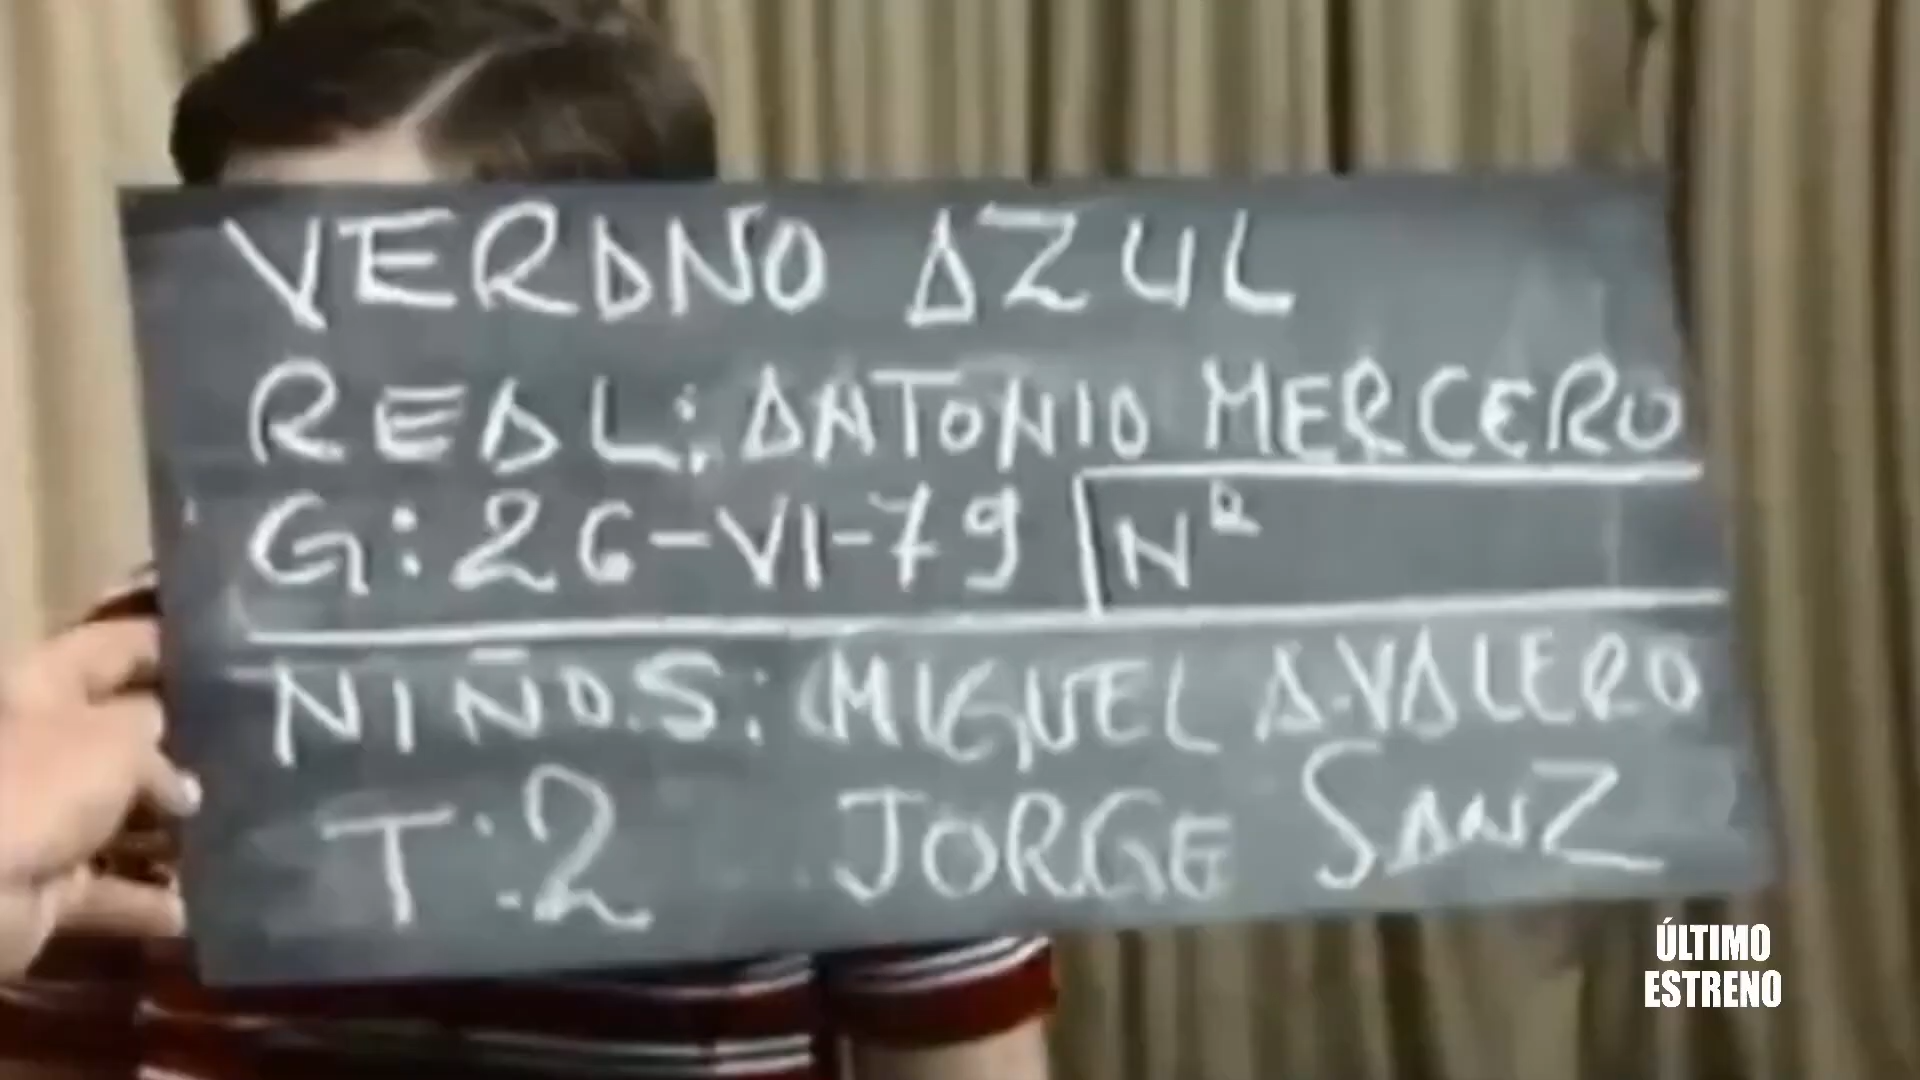 VERANO AZUL
REAL: ANTONIO MERCERO
G: 26-VI-79 Nº
NIÑOS: MIGUEL A. VALERO
T:2 JORGE SANZ
ÚLTIMO
ESTRENO